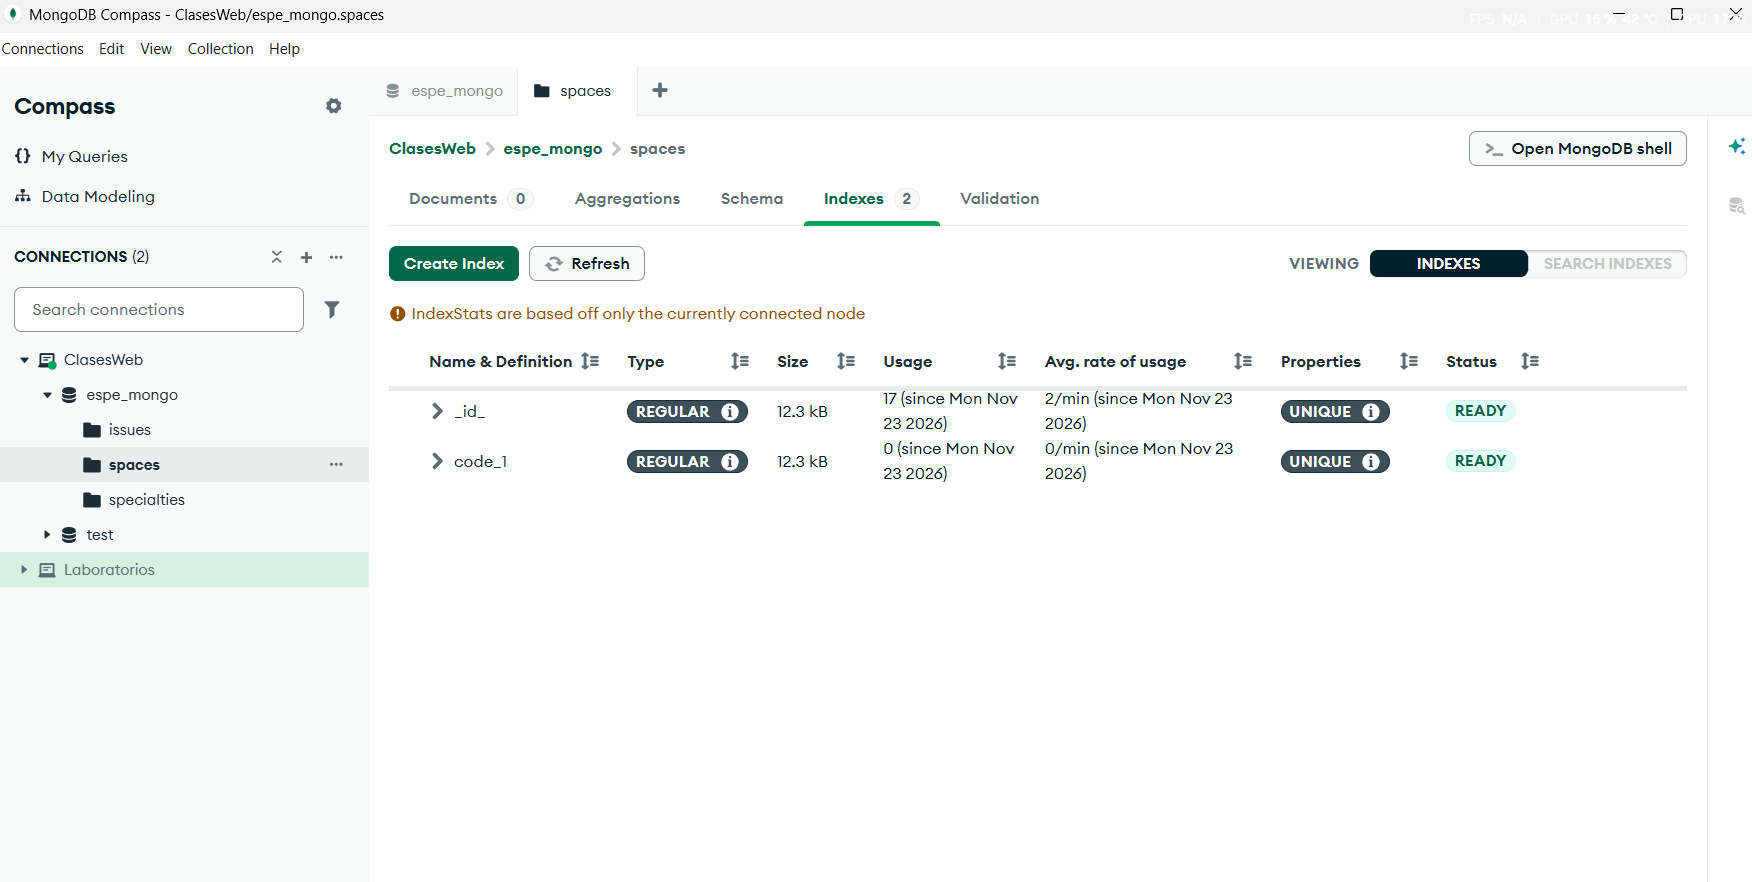 MongoDB Compass - ClasesWeb/espe_mongo.spaces
FPS N/A | GPU 16 % 42 °C
Connections Edit View Collection Help
Compass
My Queries
Data Modeling
CONNECTIONS (2)
Search connections
ClasesWeb
espe_mongo
issues
spaces
specialties
test
Laboratorios
espe_mongo spaces
ClasesWeb espe_mongo spaces
Open MongoDB shell
Documents 0 Aggregations Schema Indexes 2 Validation
Create Index Refresh
VIEWING INDEXES SEARCH INDEXES
IndexStats are based off only the currently connected node
Name & Definition Type Size Usage Avg. rate of usage Properties Status
_id_ REGULAR 12.3 kB 17 (since Mon Nov 23 2026) 2/min (since Mon Nov 23 2026) UNIQUE READY
code_1 REGULAR 12.3 kB 0 (since Mon Nov 23 2026) 0/min (since Mon Nov 23 2026) UNIQUE READY